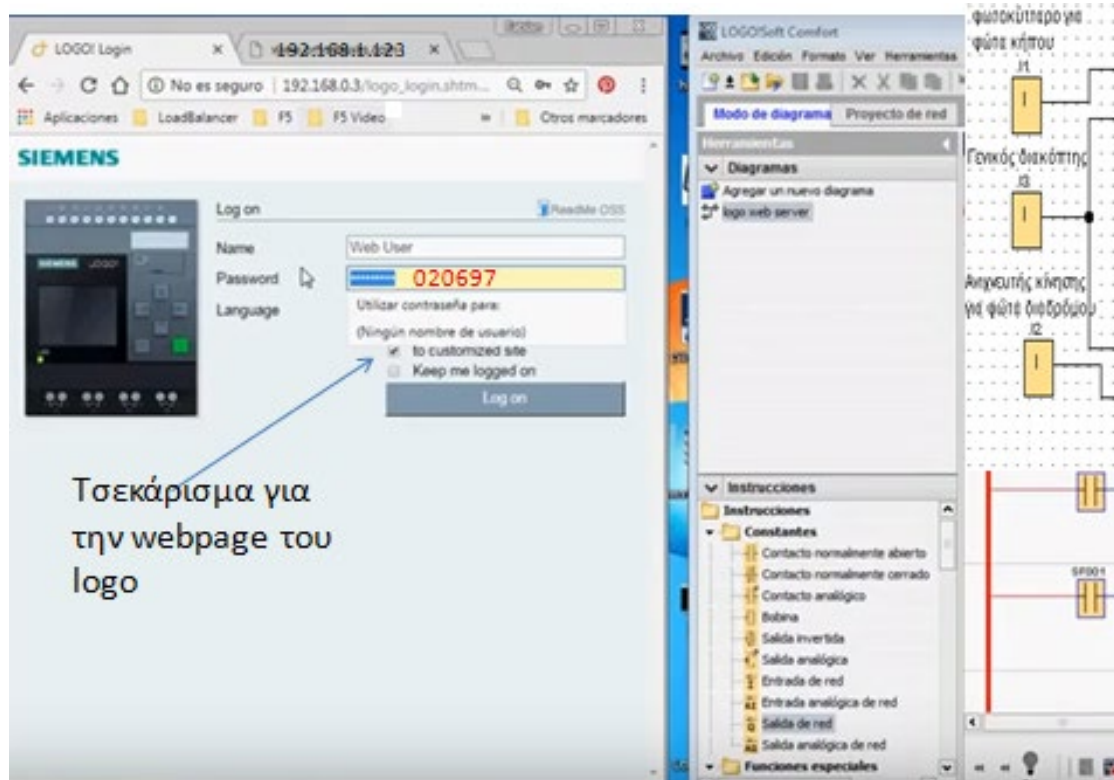 LOGO! Login
192.168.1.123
No es seguro | 192.168.0.3/logo_login.shtm...
Aplicaciones LoadBalancer F5 F5 Video Otros marcadores
SIEMENS
Log on
ReadMe OSS
Name Web User
Password 020697
Language
Utilizar contraseña para:
(Ningún nombre de usuario)
to customized site
Keep me logged on
Log on
SIEMENS LOGO!
Τσεκάρισμα για
την webpage του
logo
LOGO!Soft Comfort
Archivo Edición Formato Ver Herramientas
Modo de diagrama Proyecto de red
Herramientas
Diagramas
Agregar un nuevo diagrama
logo web server
Instrucciones
Instrucciones
Constantes
Contacto normalmente abierto
Contacto normalmente cerrado
Contacto analógico
Bobina
Salida invertida
Salida analógica
Entrada de red
Entrada analógica de red
Salida de red
Salida analógica de red
Funciones especiales
φωτοκύτταρο για
φώτα κήπου
I1
I
Γενικός διακόπτης
I3
I
Ανιχνευτής κίνησης
για φώτα διαδρόμου
I2
I
SF001